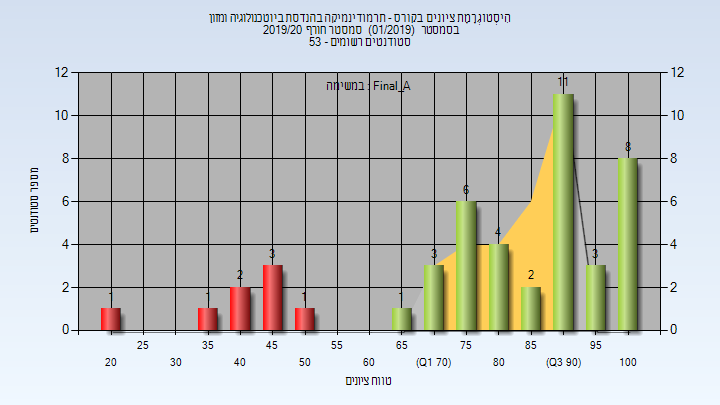 הִיסְטוֹגְרָמַת ציונים בקורס - תרמודינמיקה בהנדסת ביוטכנולוגיה ומזון
בסמסטר (01/2019) סמסטר חורף 2019/20
סטודנטים רשומים - 53
במשימה : Final_A
מספר סטודנטים
12 12
10 10
8 8
6 6
4 4
2 2
0 0
1 1 2 3 1 1 3 6 4 2 11 3 8
25 35 45 55 65 75 85 95
20 30 40 50 60 (Q1 70) 80 (Q3 90) 100
טווח ציונים